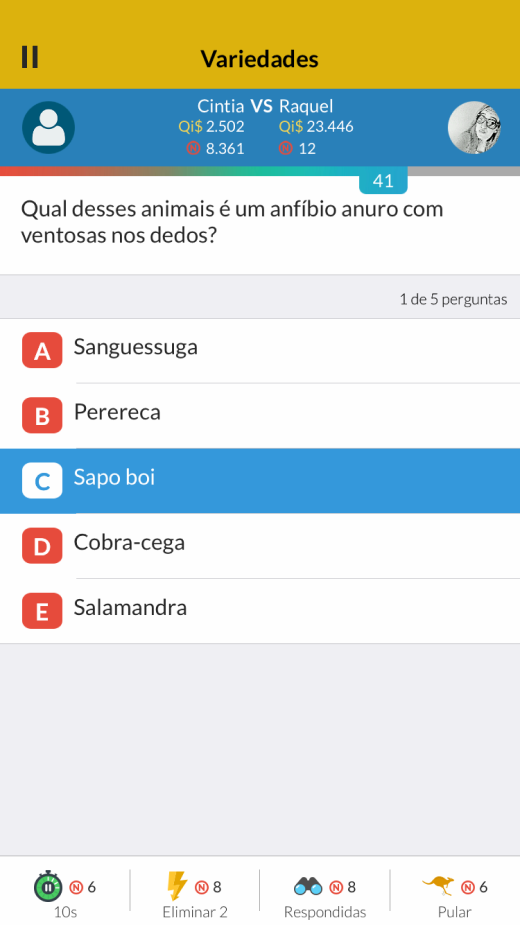 Variedades
Cintia VS Raquel
Qi$ 2.502 Qi$ 23.446
N 8.361 N 12
41
Qual desses animais é um anfíbio anuro com
ventosas nos dedos?
1 de 5 perguntas
A Sanguessuga
B Perereca
C Sapo boi
D Cobra-cega
E Salamandra
N 6 N 8 N 8 N 6
10s Eliminar 2 Respondidas Pular